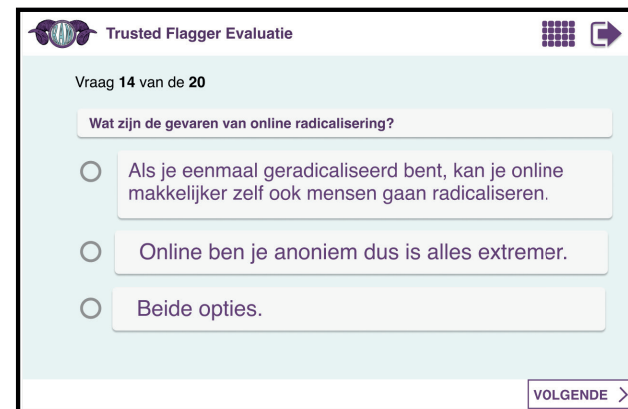 RAM
Trusted Flagger Evaluatie
Vraag 14 van de 20
Wat zijn de gevaren van online radicalisering?
Als je eenmaal geradicaliseerd bent, kan je online
makkelijker zelf ook mensen gaan radicaliseren.
Online ben je anoniem dus is alles extremer.
Beide opties.
VOLGENDE